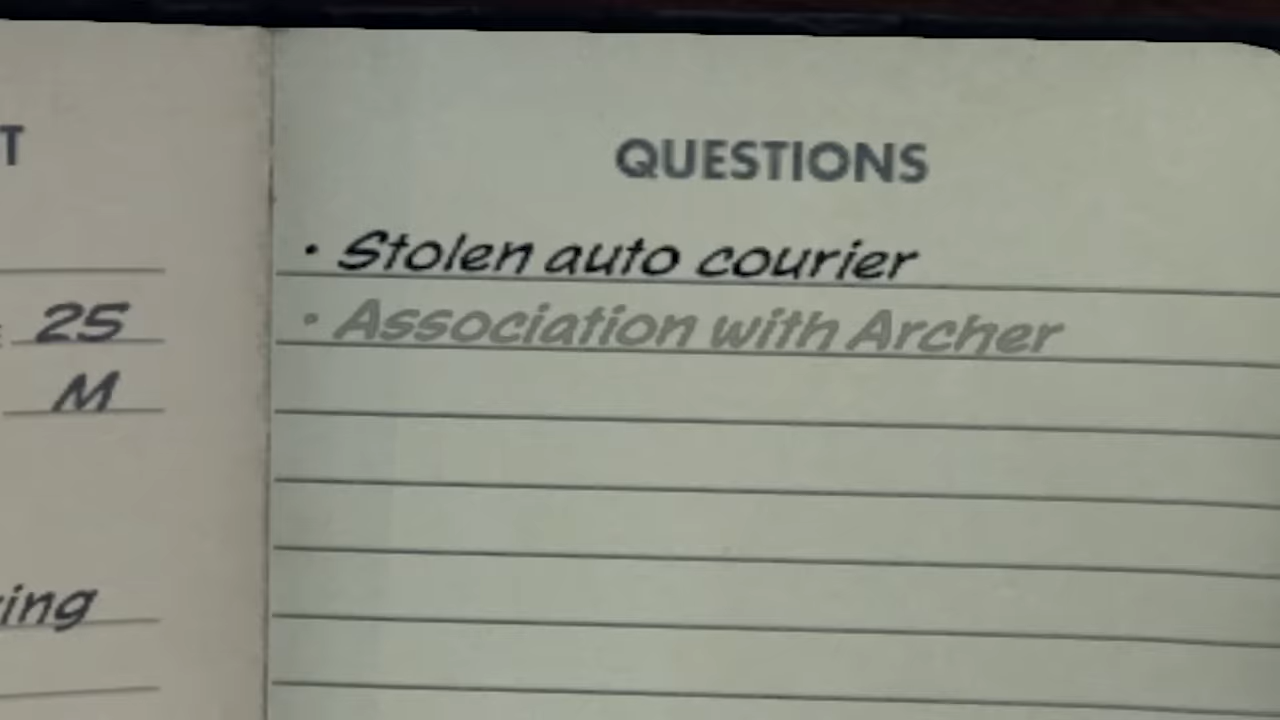 T
QUESTIONS
• Stolen auto courier
• Association with Archer
25
M
ing